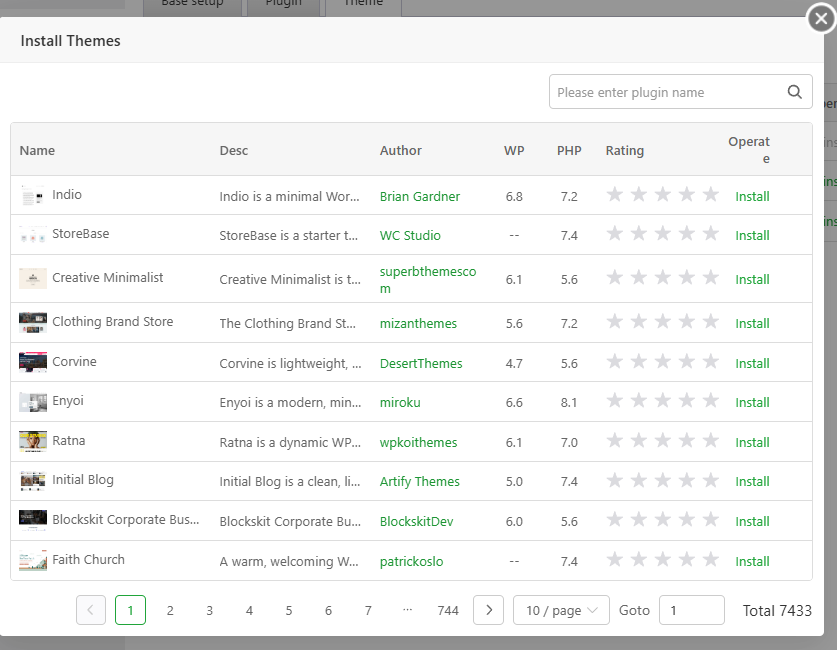 Base setup Plugin Theme
Install Themes
Please enter plugin name
Name Desc Author WP PHP Rating Operat
e
Indio Indio is a minimal Wor... Brian Gardner 6.8 7.2 Install
StoreBase StoreBase is a starter t... WC Studio -- 7.4 Install
Creative Minimalist Creative Minimalist is t... superbthemesco
m 6.1 5.6 Install
Clothing Brand Store The Clothing Brand St... mizanthemes 5.6 7.2 Install
Corvine Corvine is lightweight, ... DesertThemes 4.7 5.6 Install
Enyoi Enyoi is a modern, min... miroku 6.6 8.1 Install
Ratna Ratna is a dynamic WP... wpkoithemes 6.1 7.0 Install
Initial Blog Initial Blog is a clean, li... Artify Themes 5.0 7.4 Install
Blockskit Corporate Bus... Blockskit Corporate Bu... BlockskitDev 6.0 5.6 Install
Faith Church A warm, welcoming W... patrickoslo -- 7.4 Install
1 2 3 4 5 6 7 ... 744 10 / page Goto 1 Total 7433